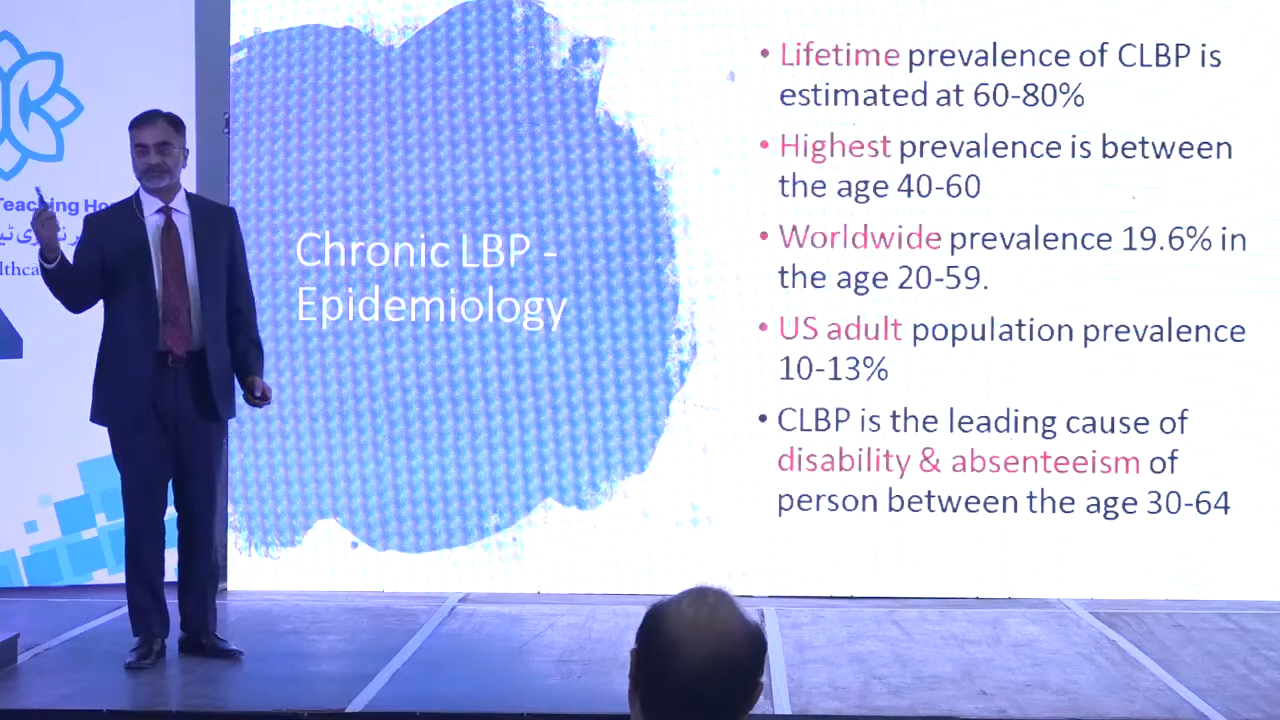 Teaching
Chronic LBP -
Epidemiology
• Lifetime prevalence of CLBP is
estimated at 60-80%
• Highest prevalence is between
the age 40-60
• Worldwide prevalence 19.6% in
the age 20-59.
• US adult population prevalence
10-13%
• CLBP is the leading cause of
disability & absenteeism of
person between the age 30-64